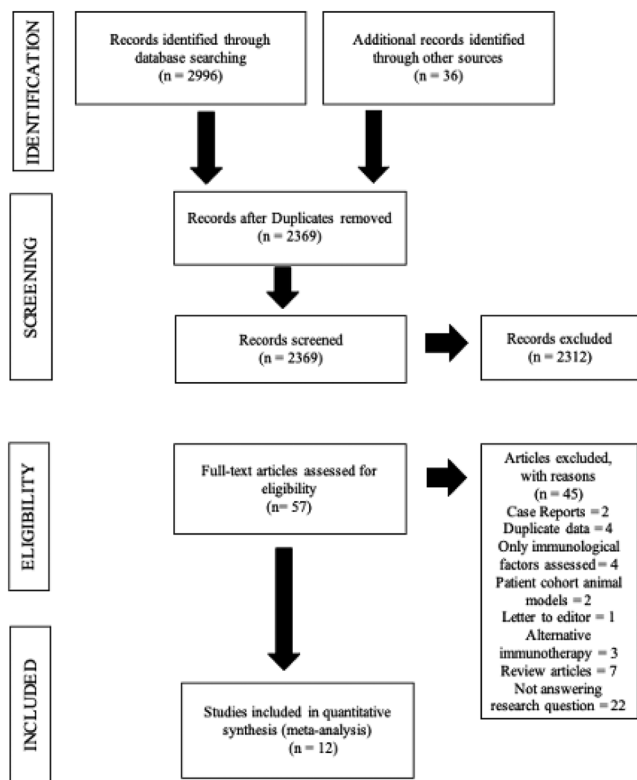 IDENTIFICATION
Records identified through
database searching
(n = 2996)
Additional records identified
through other sources
(n = 36)
SCREENING
Records after Duplicates removed
(n = 2369)
Records screened
(n = 2369)
Records excluded
(n = 2312)
ELIGIBILITY
Full-text articles assessed for
eligibility
(n= 57)
Articles excluded,
with reasons
(n = 45)
Case Reports = 2
Duplicate data = 4
Only immunological
factors assessed = 4
Patient cohort animal
models = 2
Letter to editor = 1
Alternative
immunotherapy = 3
Review articles = 7
Not answering
research question = 22
INCLUDED
Studies included in quantitative
synthesis (meta-analysis)
n = 12)